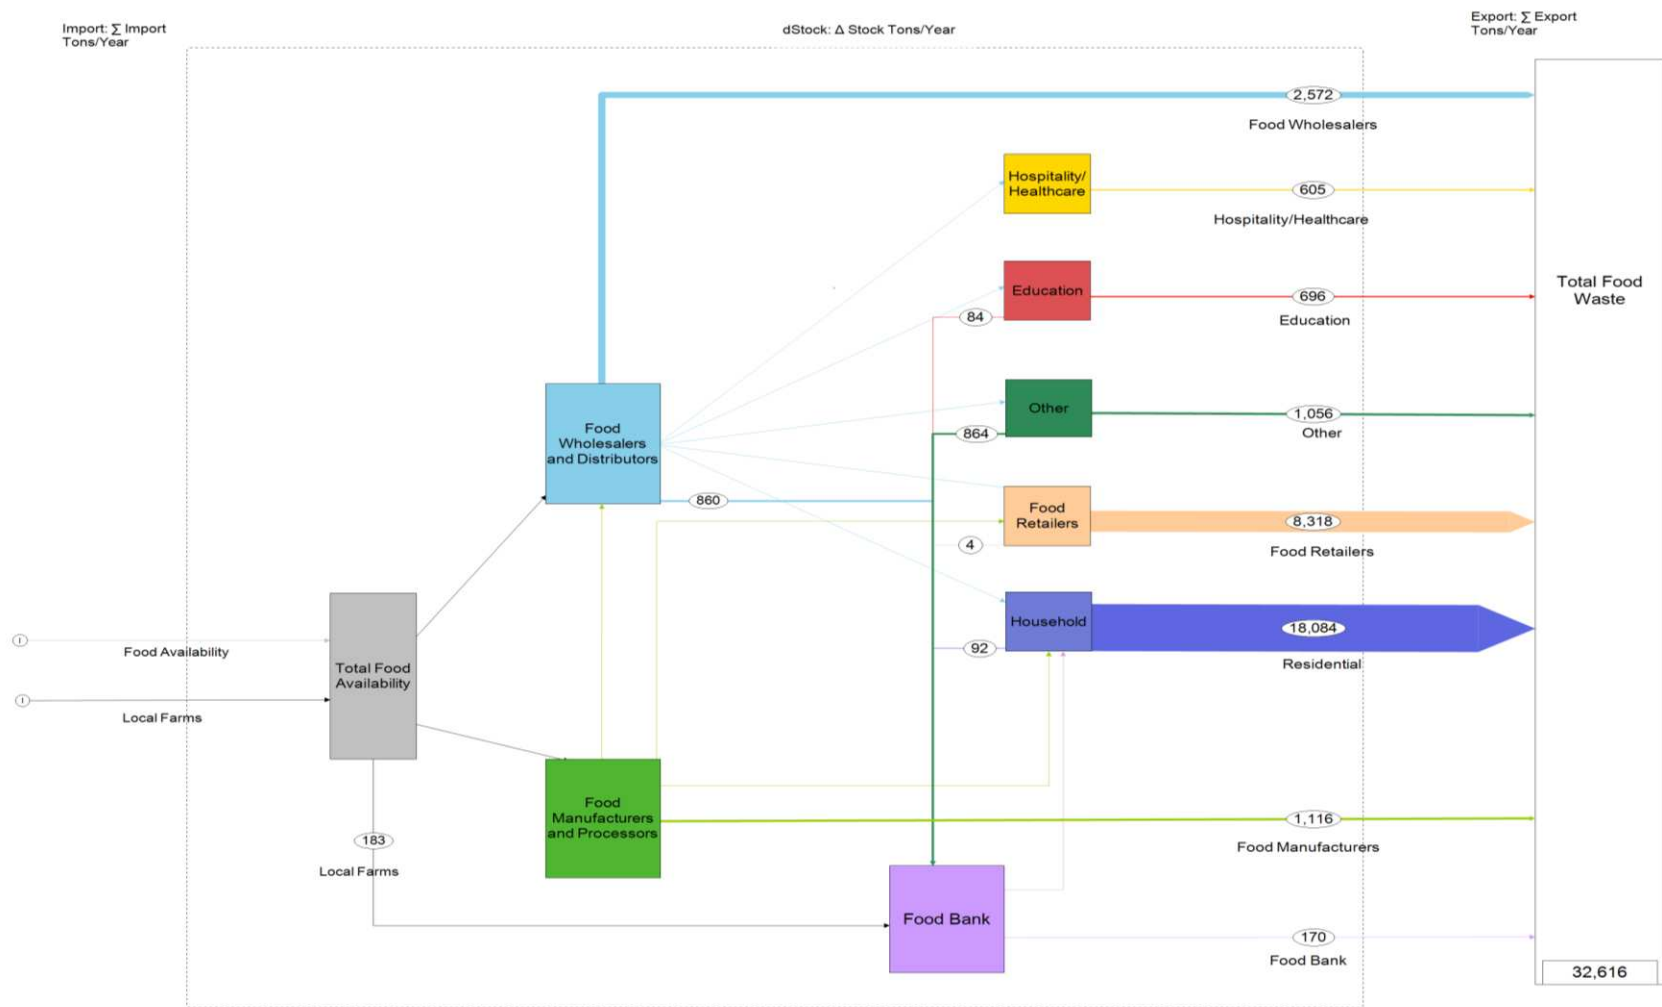 Import: ∑ Import
Tons/Year
dStock: Δ Stock Tons/Year
Export: ∑ Export
Tons/Year
2,572
Food Wholesalers
Hospitality/
Healthcare
605
Hospitality/Healthcare
Education
696
Education
84
Total Food
Waste
Other
1,056
Other
864
Food
Wholesalers
and Distributors
860
Food
Retailers
8,318
Food Retailers
4
Household
18,084
Residential
92
I
Food Availability
I
Local Farms
Total Food
Availability
183
Local Farms
Food
Manufacturers
and Processors
1,116
Food Manufacturers
Food Bank
170
Food Bank
32,616